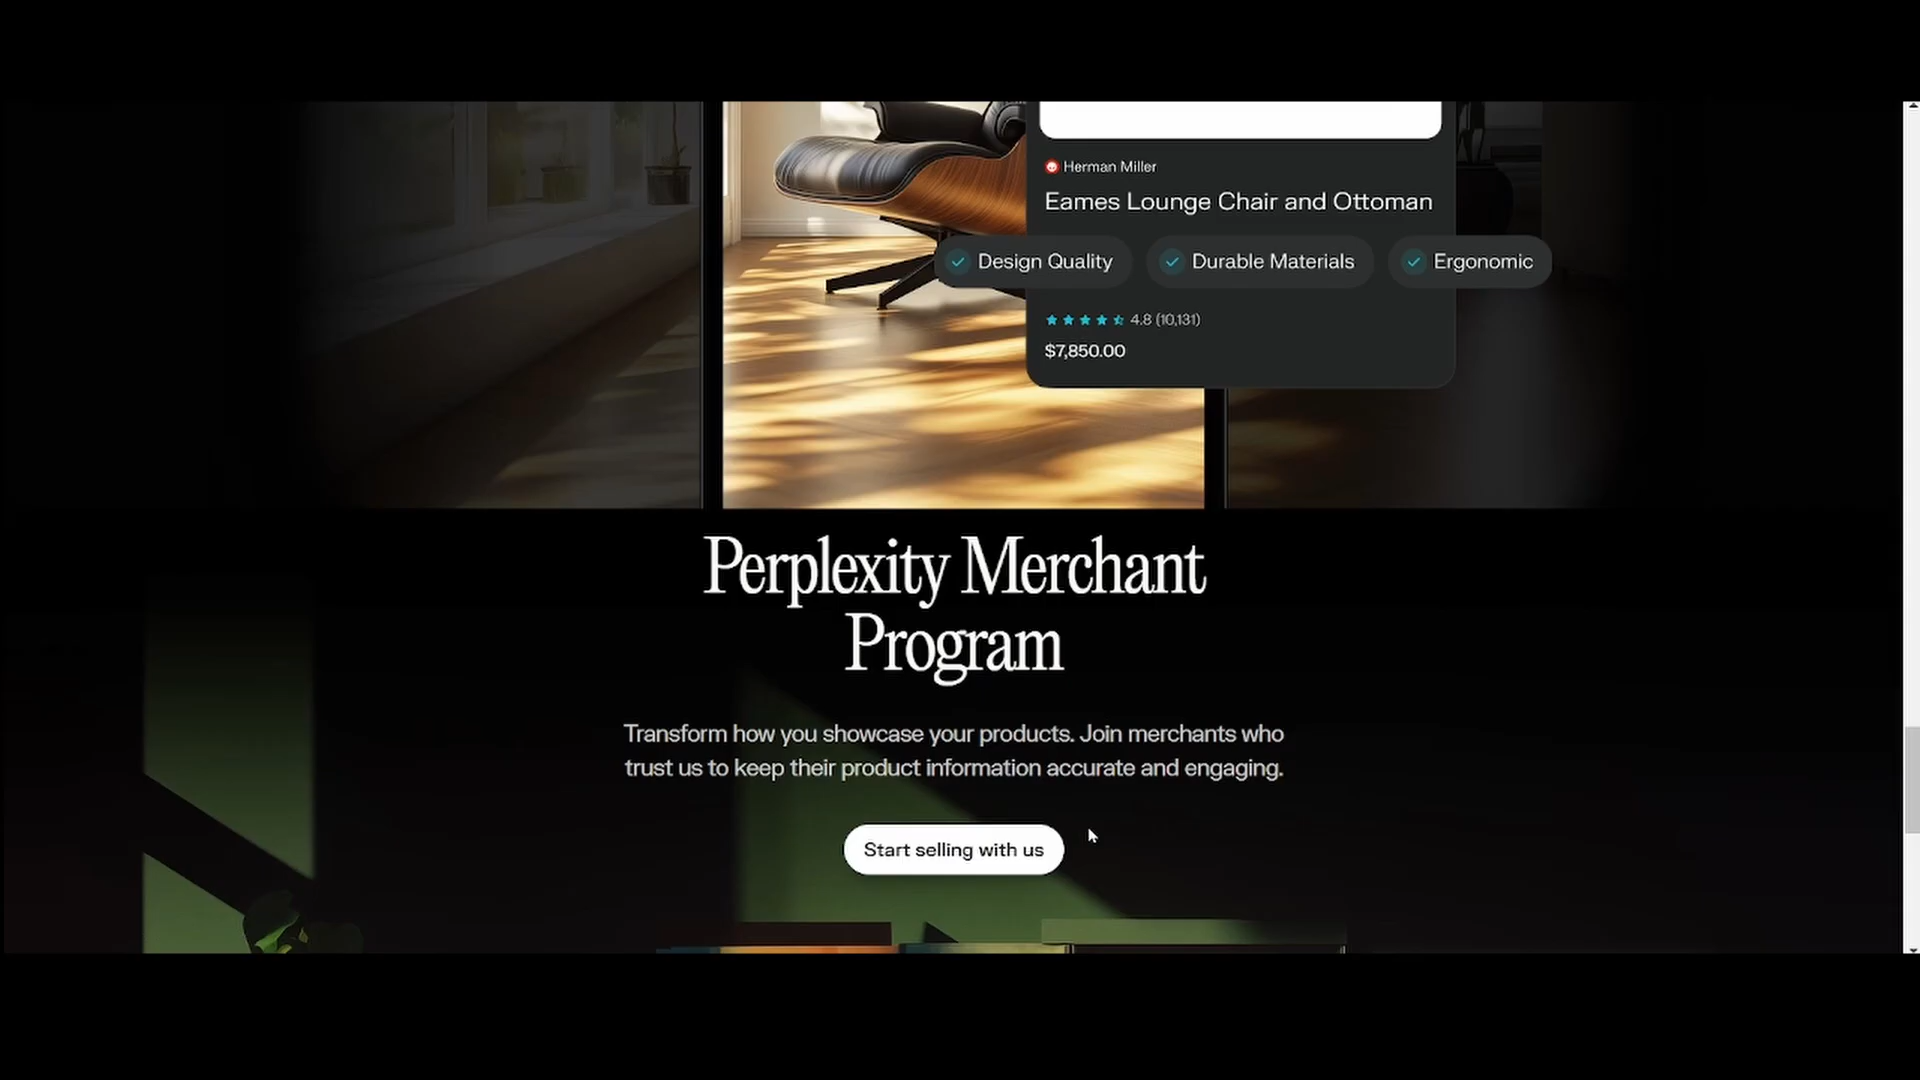 Herman Miller
Eames Lounge Chair and Ottoman
Design Quality
Durable Materials
Ergonomic
4.8 (10,131)
$7,850.00
Perplexity Merchant
Program
Transform how you showcase your products. Join merchants who
trust us to keep their product information accurate and engaging.
Start selling with us